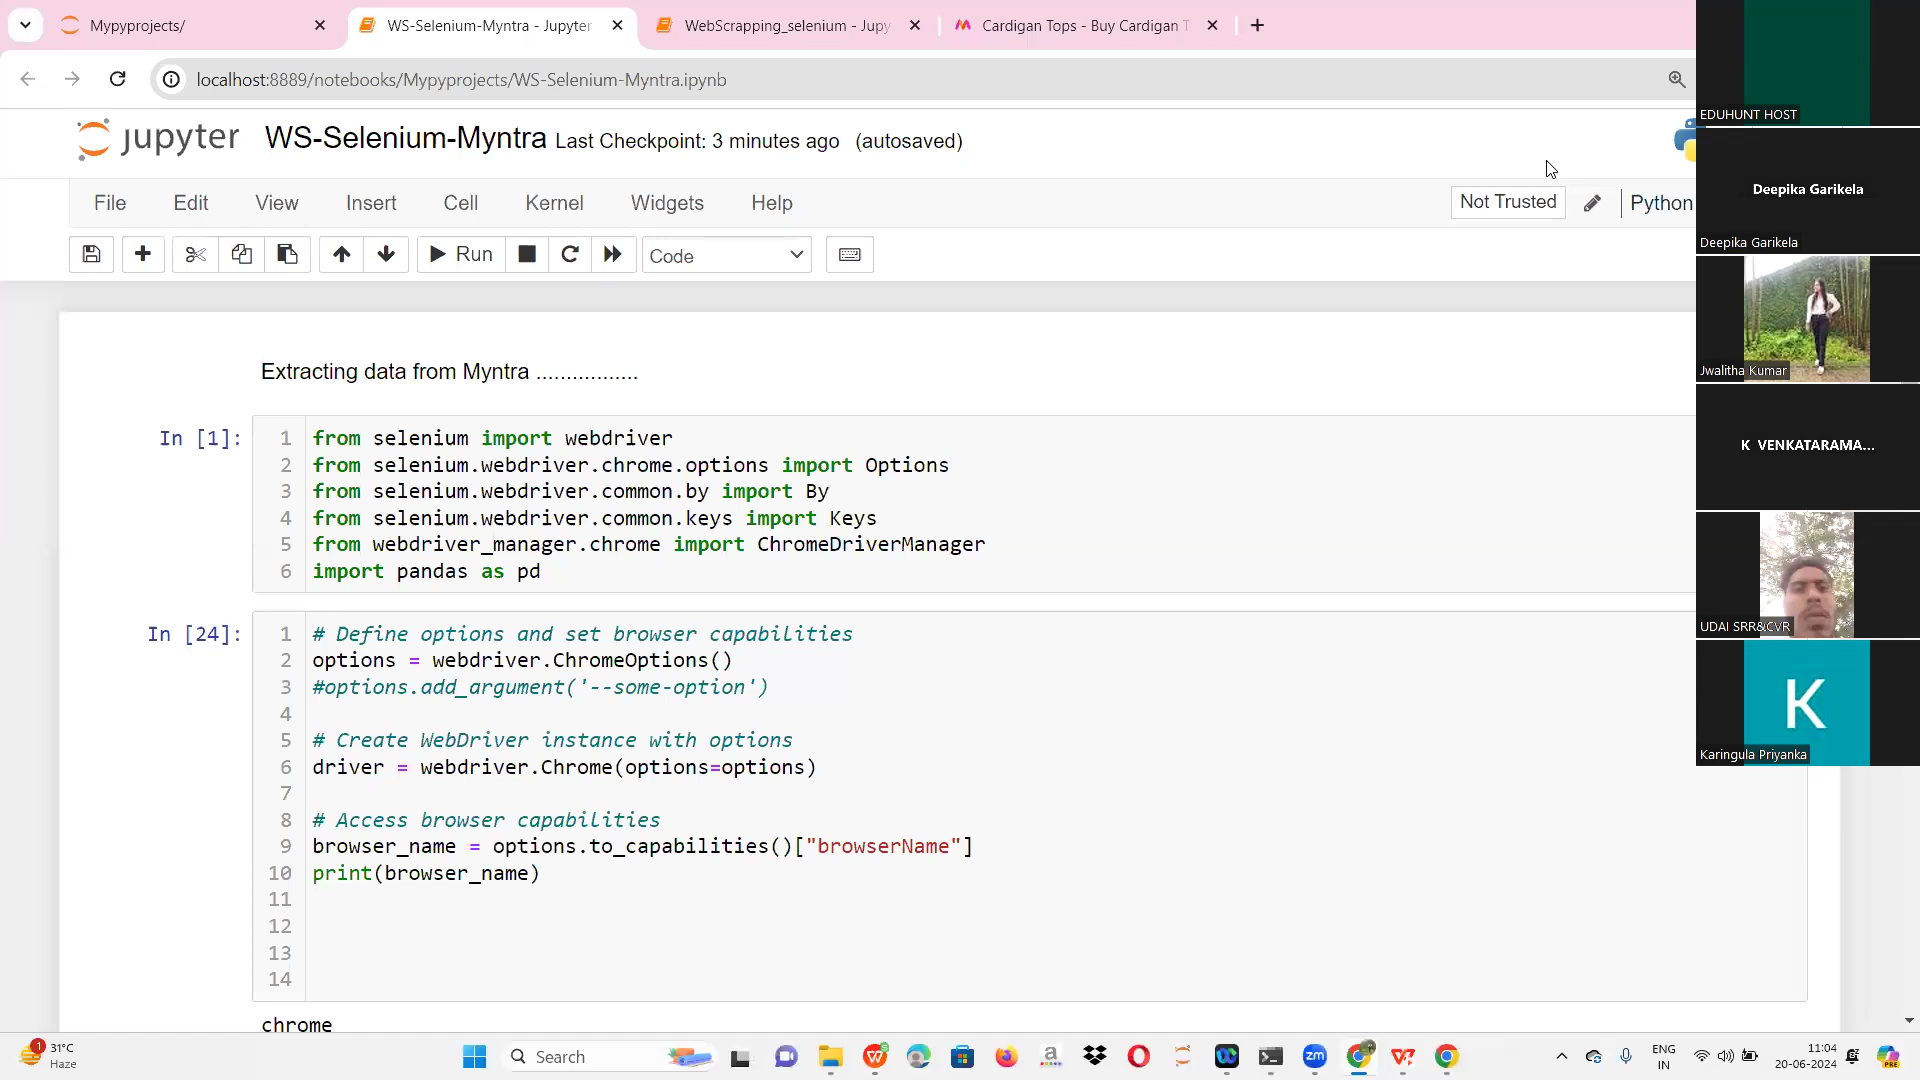 Mypyprojects/
WS-Selenium-Myntra - Jupyter
WebScrapping_selenium - Jupy
Cardigan Tops - Buy Cardigan T
localhost:8889/notebooks/Mypyprojects/WS-Selenium-Myntra.ipynb
jupyter WS-Selenium-Myntra Last Checkpoint: 3 minutes ago (autosaved)
File Edit View Insert Cell Kernel Widgets Help Not Trusted Python
Run Code
Extracting data from Myntra .................
In [1]:
1 from selenium import webdriver
2 from selenium.webdriver.chrome.options import Options
3 from selenium.webdriver.common.by import By
4 from selenium.webdriver.common.keys import Keys
5 from webdriver_manager.chrome import ChromeDriverManager
6 import pandas as pd
In [24]:
1 # Define options and set browser capabilities
2 options = webdriver.ChromeOptions()
3 #options.add_argument('--some-option')
4
5 # Create WebDriver instance with options
6 driver = webdriver.Chrome(options=options)
7
8 # Access browser capabilities
9 browser_name = options.to_capabilities()["browserName"]
10 print(browser_name)
11
12
13
14
chrome
EDUHUNT HOST
Deepika Garikela
Deepika Garikela
Jwalitha Kumar
K VENKATARAMA...
UDAI SRR&CVR
K
Karingula Priyanka
1
31°C
Haze
Search
a
zm
ENG
IN
11:04
20-06-2024
PRE